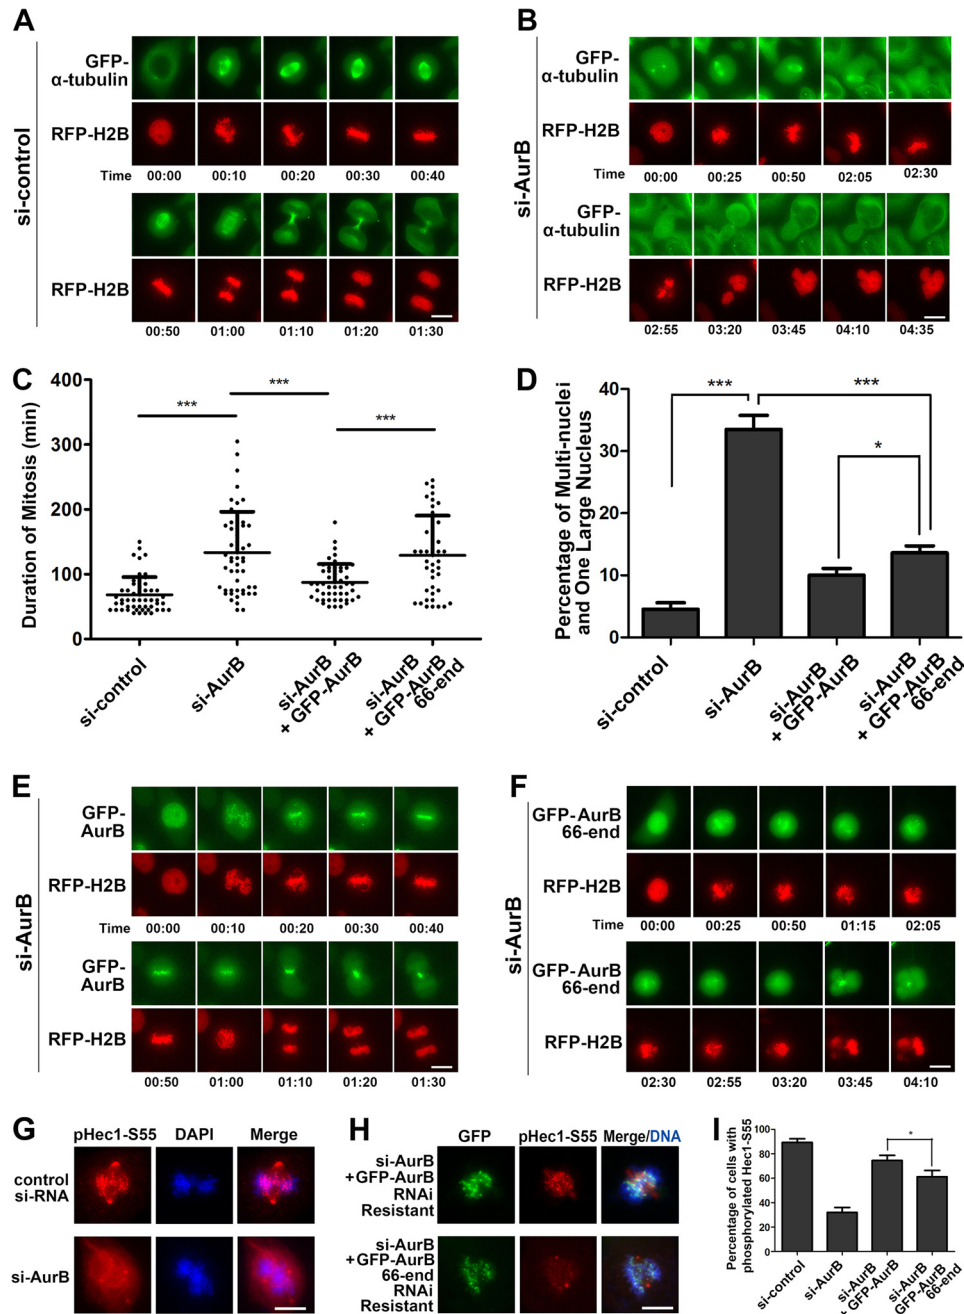 A
si-control
GFP-
α-tubulin
RFP-H2B
Time 00:00 00:10 00:20 00:30 00:40
RFP-H2B
00:50 01:00 01:10 01:20 01:30
B
si-AurB
GFP-
α-tubulin
RFP-H2B
Time 00:00 00:25 00:50 02:05 02:30
GFP-
α-tubulin
RFP-H2B
02:55 03:20 03:45 04:10 04:35
C
Duration of Mitosis (min)
400
300
200
100
0
*** *** ***
si-control
si-AurB
si-AurB
+ GFP-AurB
si-AurB
+ GFP-AurB
66-end
D
Percentage of Multi-nuclei
and One Large Nucleus
40
30
20
10
0
*** ***
*
si-control
si-AurB
si-AurB
+ GFP-AurB
si-AurB
+ GFP-AurB
66-end
E
si-AurB
GFP-
AurB
RFP-H2B
Time 00:00 00:10 00:20 00:30 00:40
GFP-
AurB
RFP-H2B
00:50 01:00 01:10 01:20 01:30
F
si-AurB
GFP-AurB
66-end
RFP-H2B
Time 00:00 00:25 00:50 01:15 02:05
GFP-AurB
66-end
RFP-H2B
02:30 02:55 03:20 03:45 04:10
G
pHec1-S55 DAPI Merge
control
si-RNA
si-AurB
H
GFP pHec1-S55 Merge/DNA
si-AurB
+GFP-AurB
RNAi
Resistant
si-AurB
+GFP-AurB
66-end
RNAi
Resistant
I
Percentage of cells with
phosphorylated Hec1-S55
100
80
60
40
20
0
*
si-control
si-AurB
si-AurB
GFP-AurB
si-AurB
GFP-AurB
66-end